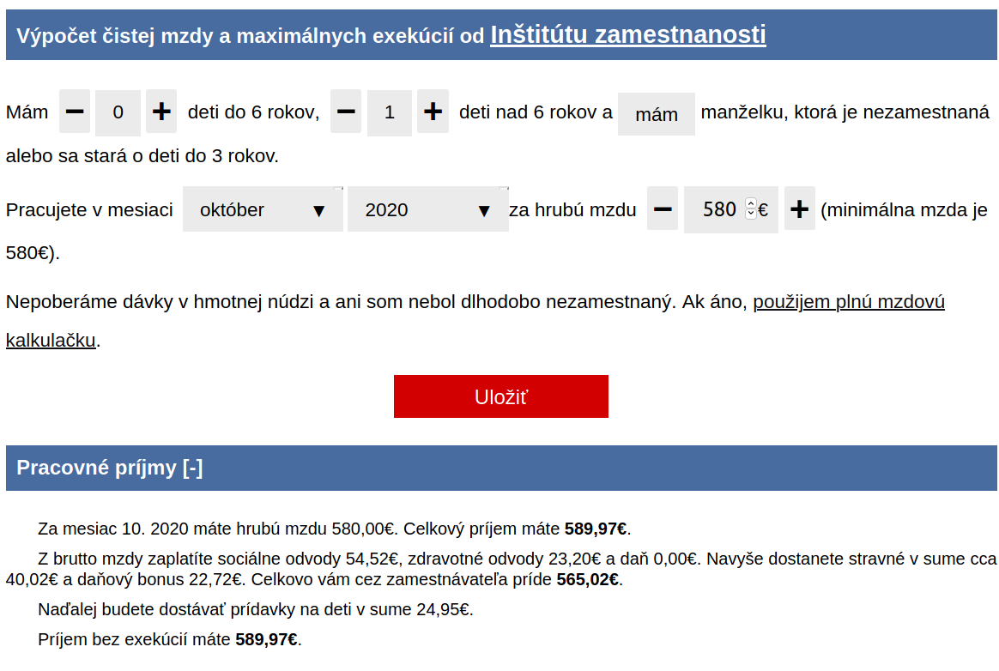 Výpočet čistej mzdy a maximálnych exekúcií od Inštitútu zamestnanosti
Mám − 0 + deti do 6 rokov, − 1 + deti nad 6 rokov a mám manželku, ktorá je nezamestnaná
alebo sa stará o deti do 3 rokov.
Pracujete v mesiaci október ▼ 2020 ▼ za hrubú mzdu − 580 € + (minimálna mzda je
580€).
Nepoberáme dávky v hmotnej núdzi a ani som nebol dlhodobo nezamestnaný. Ak áno, použijem plnú mzdovú
kalkulačku.
Uložiť
Pracovné príjmy [-]
Za mesiac 10. 2020 máte hrubú mzdu 580,00€. Celkový príjem máte 589,97€.
Z brutto mzdy zaplatíte sociálne odvody 54,52€, zdravotné odvody 23,20€ a daň 0,00€. Navyše dostanete stravné v sume cca
40,02€ a daňový bonus 22,72€. Celkovo vám cez zamestnávateľa príde 565,02€.
Naďalej budete dostávať prídavky na deti v sume 24,95€.
Príjem bez exekúcií máte 589,97€.